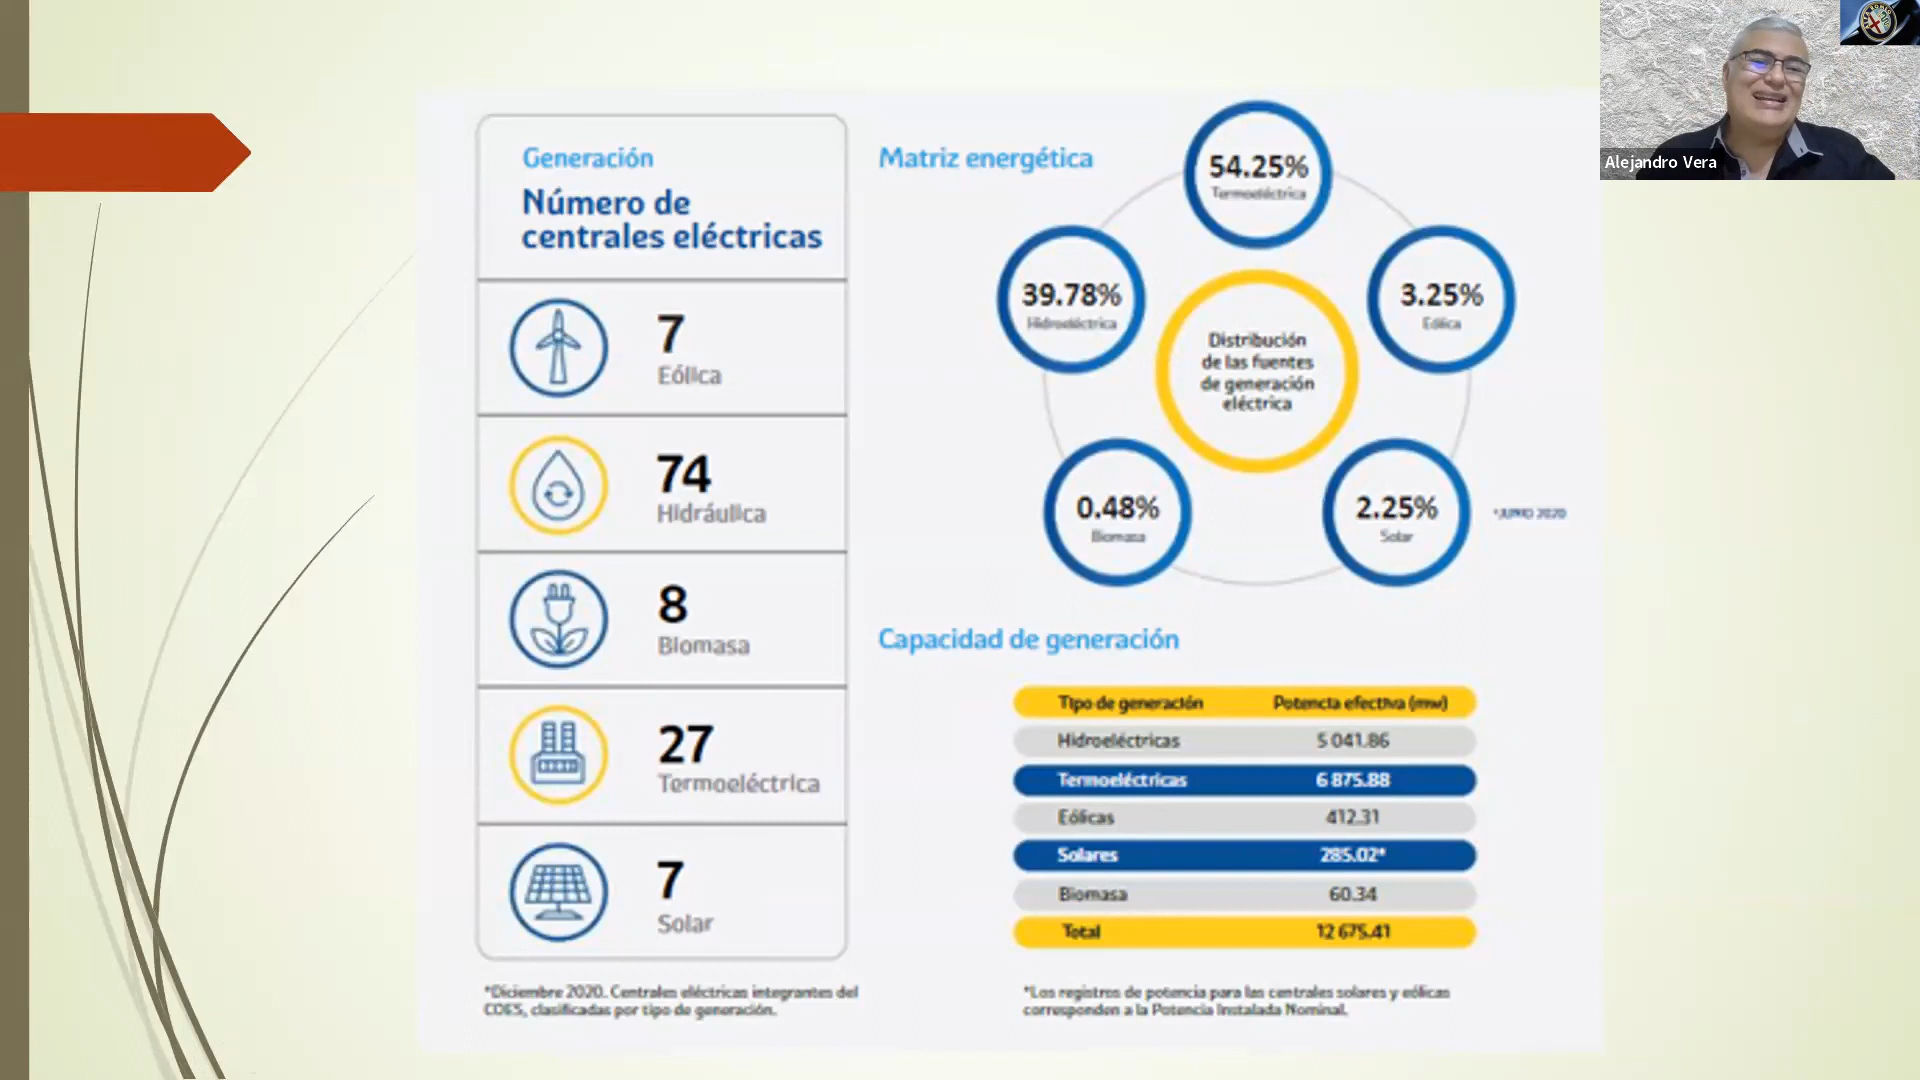 Generación
Número de
centrales eléctricas
7
Eólica
74
Hidráulica
8
Biomasa
27
Termoeléctrica
7
Solar
*Diciembre 2020. Centrales eléctricas integrantes del
COES, clasificadas por tipo de generación.
Matriz energética
54.25%
Termoeléctrica
39.78%
Hidroeléctrica
3.25%
Eólica
Distribución
de las fuentes
de generación
eléctrica
0.48%
Biomasa
2.25%
Solar
*JUNIO 2020
Capacidad de generación
Tipo de generación Potencia efectiva (mw)
Hidroeléctricas 5 041.86
Termoeléctricas 6 875.88
Eólicas 412.31
Solares 285.02*
Biomasa 60.34
Total 12 675.41
*Los registros de potencia para las centrales solares y eólicas
corresponden a la Potencia Instalada Nominal.
Alejandro Vera